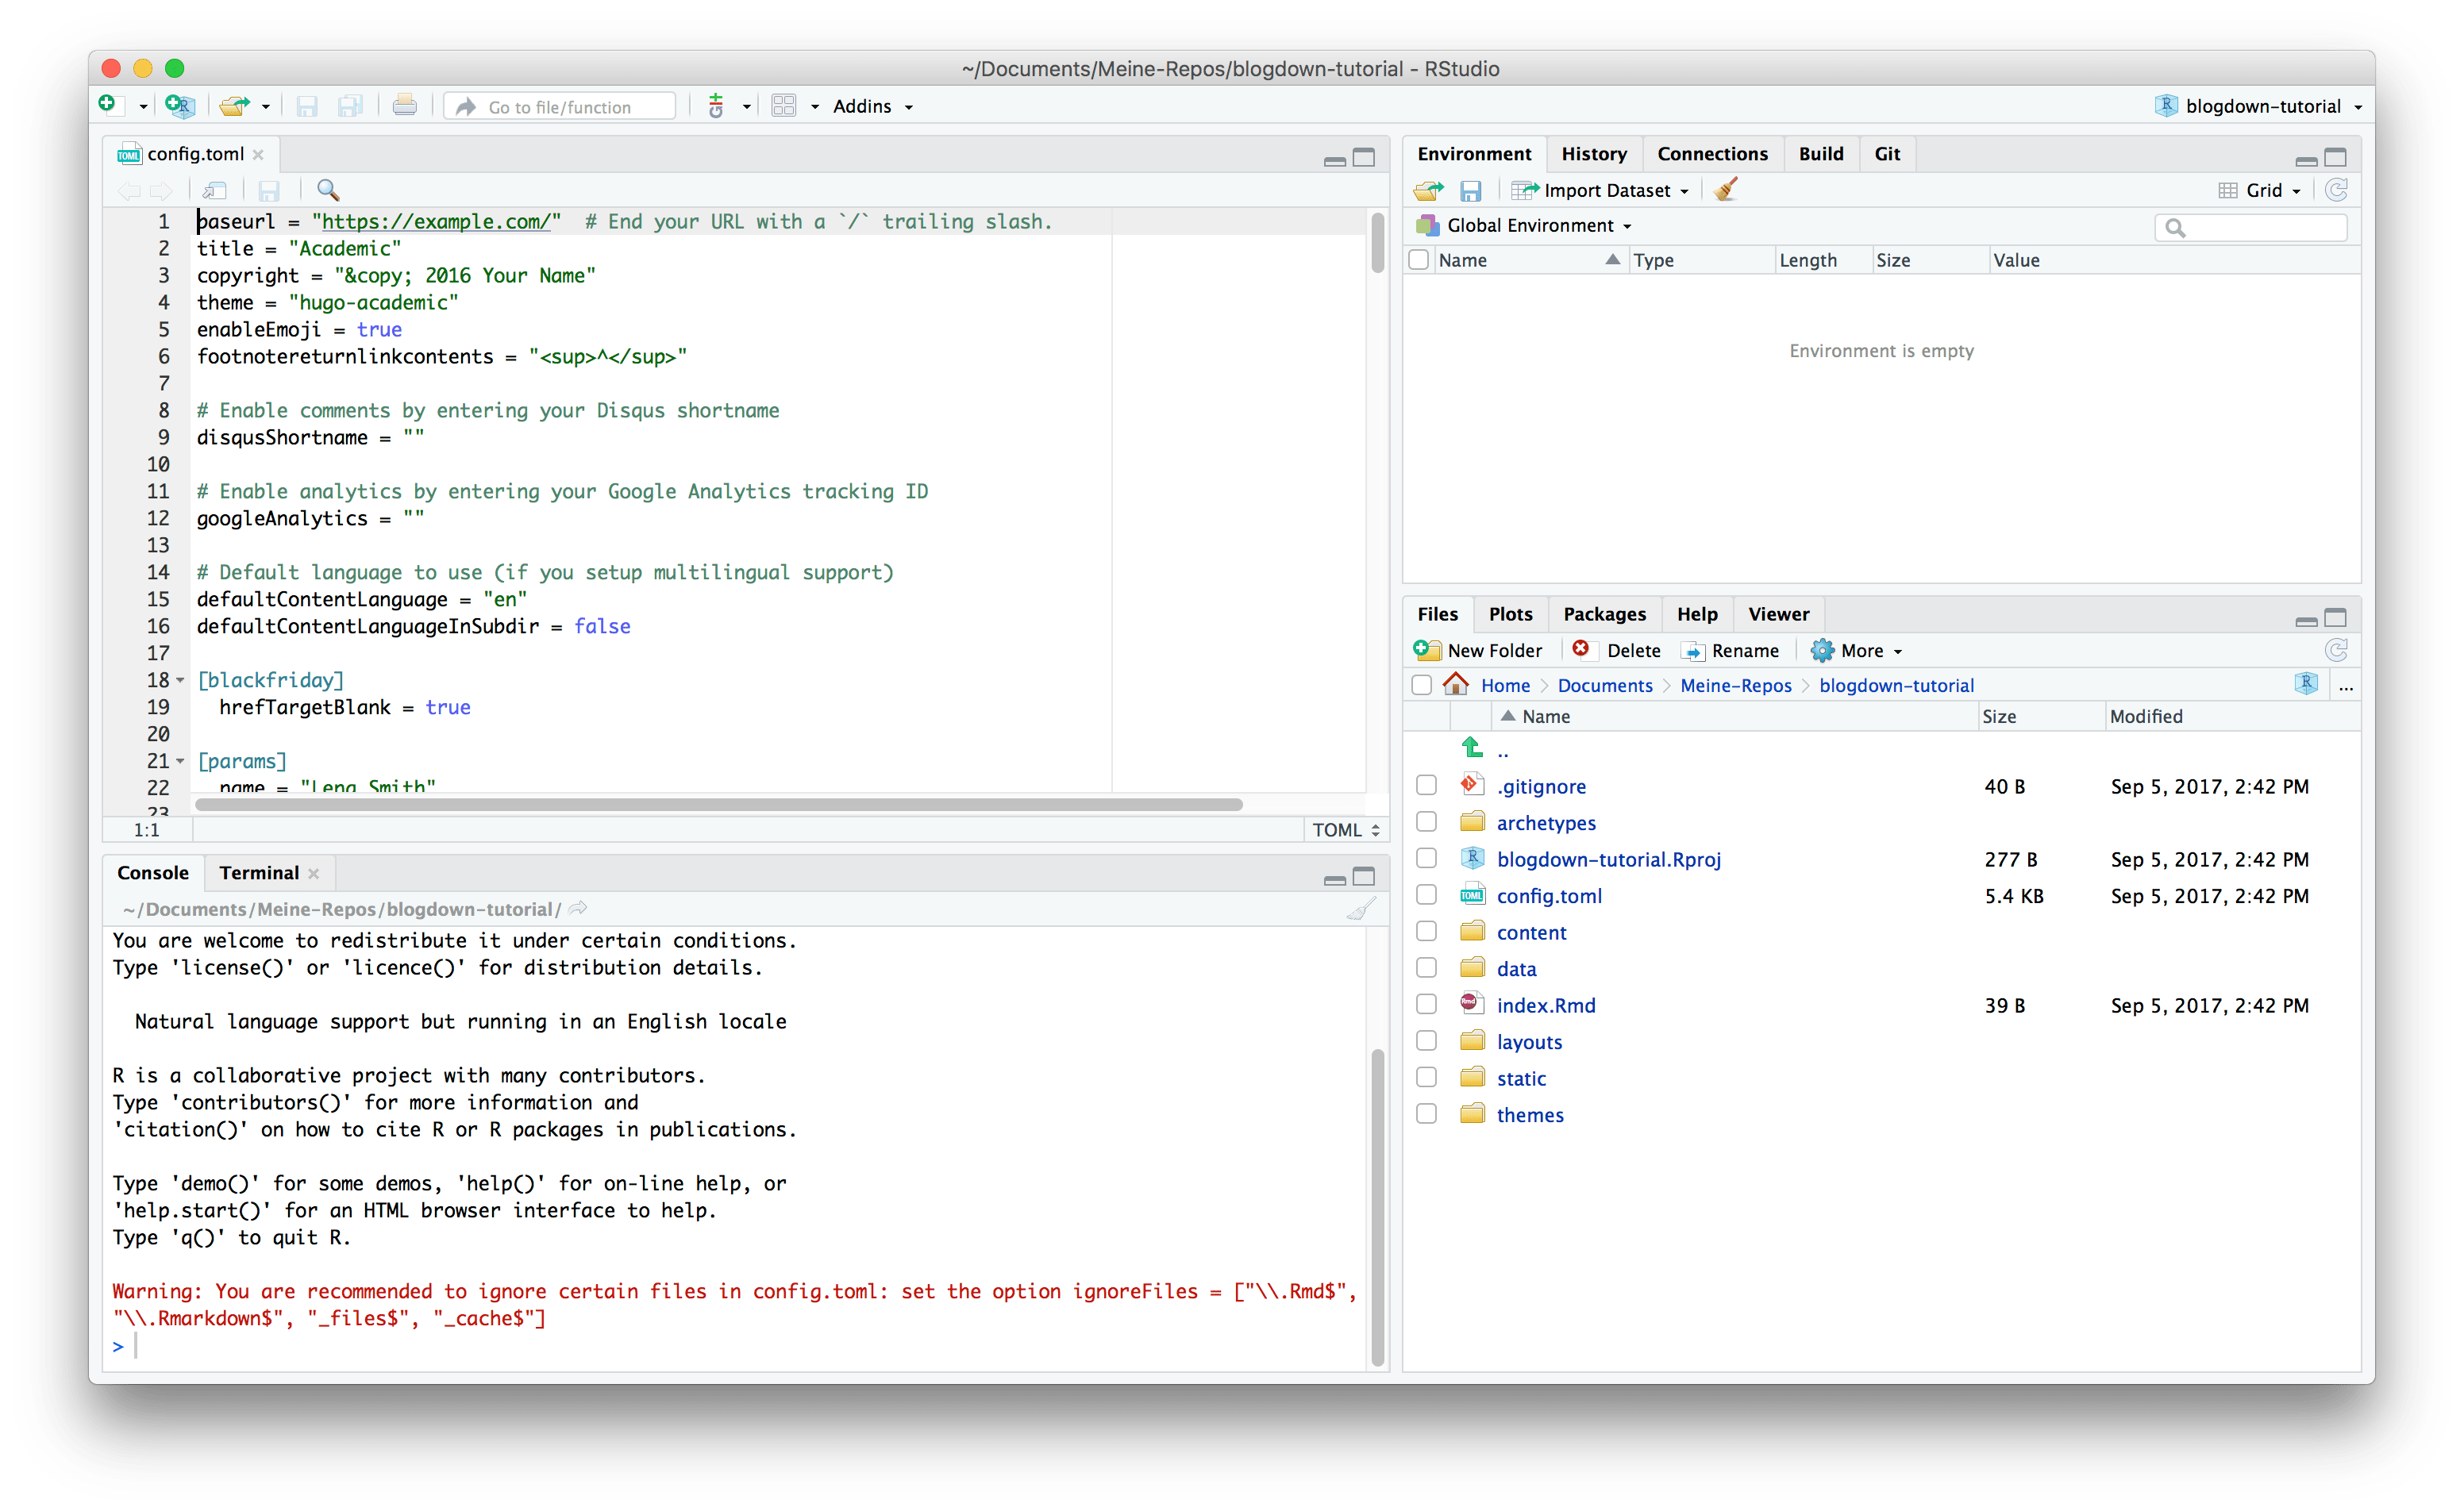 ~/Documents/Meine-Repos/blogdown-tutorial - RStudio
Go to file/function
Addins
blogdown-tutorial
config.toml
1 baseurl = "https://example.com/"  # End your URL with a `/` trailing slash.
2 title = "Academic"
3 copyright = "&copy; 2016 Your Name"
4 theme = "hugo-academic"
5 enableEmoji = true
6 footnotereturnlinkcontents = "<sup>^</sup>"
7
8 # Enable comments by entering your Disqus shortname
9 disqusShortname = ""
10
11 # Enable analytics by entering your Google Analytics tracking ID
12 googleAnalytics = ""
13
14 # Default language to use (if you setup multilingual support)
15 defaultContentLanguage = "en"
16 defaultContentLanguageInSubdir = false
17
18 [blackfriday]
19   hrefTargetBlank = true
20
21 [params]
22   name = "Lena Smith"
23
1:1 TOML
Console Terminal
~/Documents/Meine-Repos/blogdown-tutorial/
You are welcome to redistribute it under certain conditions.
Type 'license()' or 'licence()' for distribution details.
Natural language support but running in an English locale
R is a collaborative project with many contributors.
Type 'contributors()' for more information and
'citation()' on how to cite R or R packages in publications.
Type 'demo()' for some demos, 'help()' for on-line help, or
'help.start()' for an HTML browser interface to help.
Type 'q()' to quit R.
Warning: You are recommended to ignore certain files in config.toml: set the option ignoreFiles = ["\\.Rmd$",
"\\.Rmarkdown$", "_files$", "_cache$"]
>
Environment History Connections Build Git
Import Dataset Grid
Global Environment
Name Type Length Size Value
Environment is empty
Files Plots Packages Help Viewer
New Folder Delete Rename More
Home Documents Meine-Repos blogdown-tutorial ...
Name Size Modified
..
.gitignore 40 B Sep 5, 2017, 2:42 PM
archetypes
blogdown-tutorial.Rproj 277 B Sep 5, 2017, 2:42 PM
config.toml 5.4 KB Sep 5, 2017, 2:42 PM
content
data
index.Rmd 39 B Sep 5, 2017, 2:42 PM
layouts
static
themes